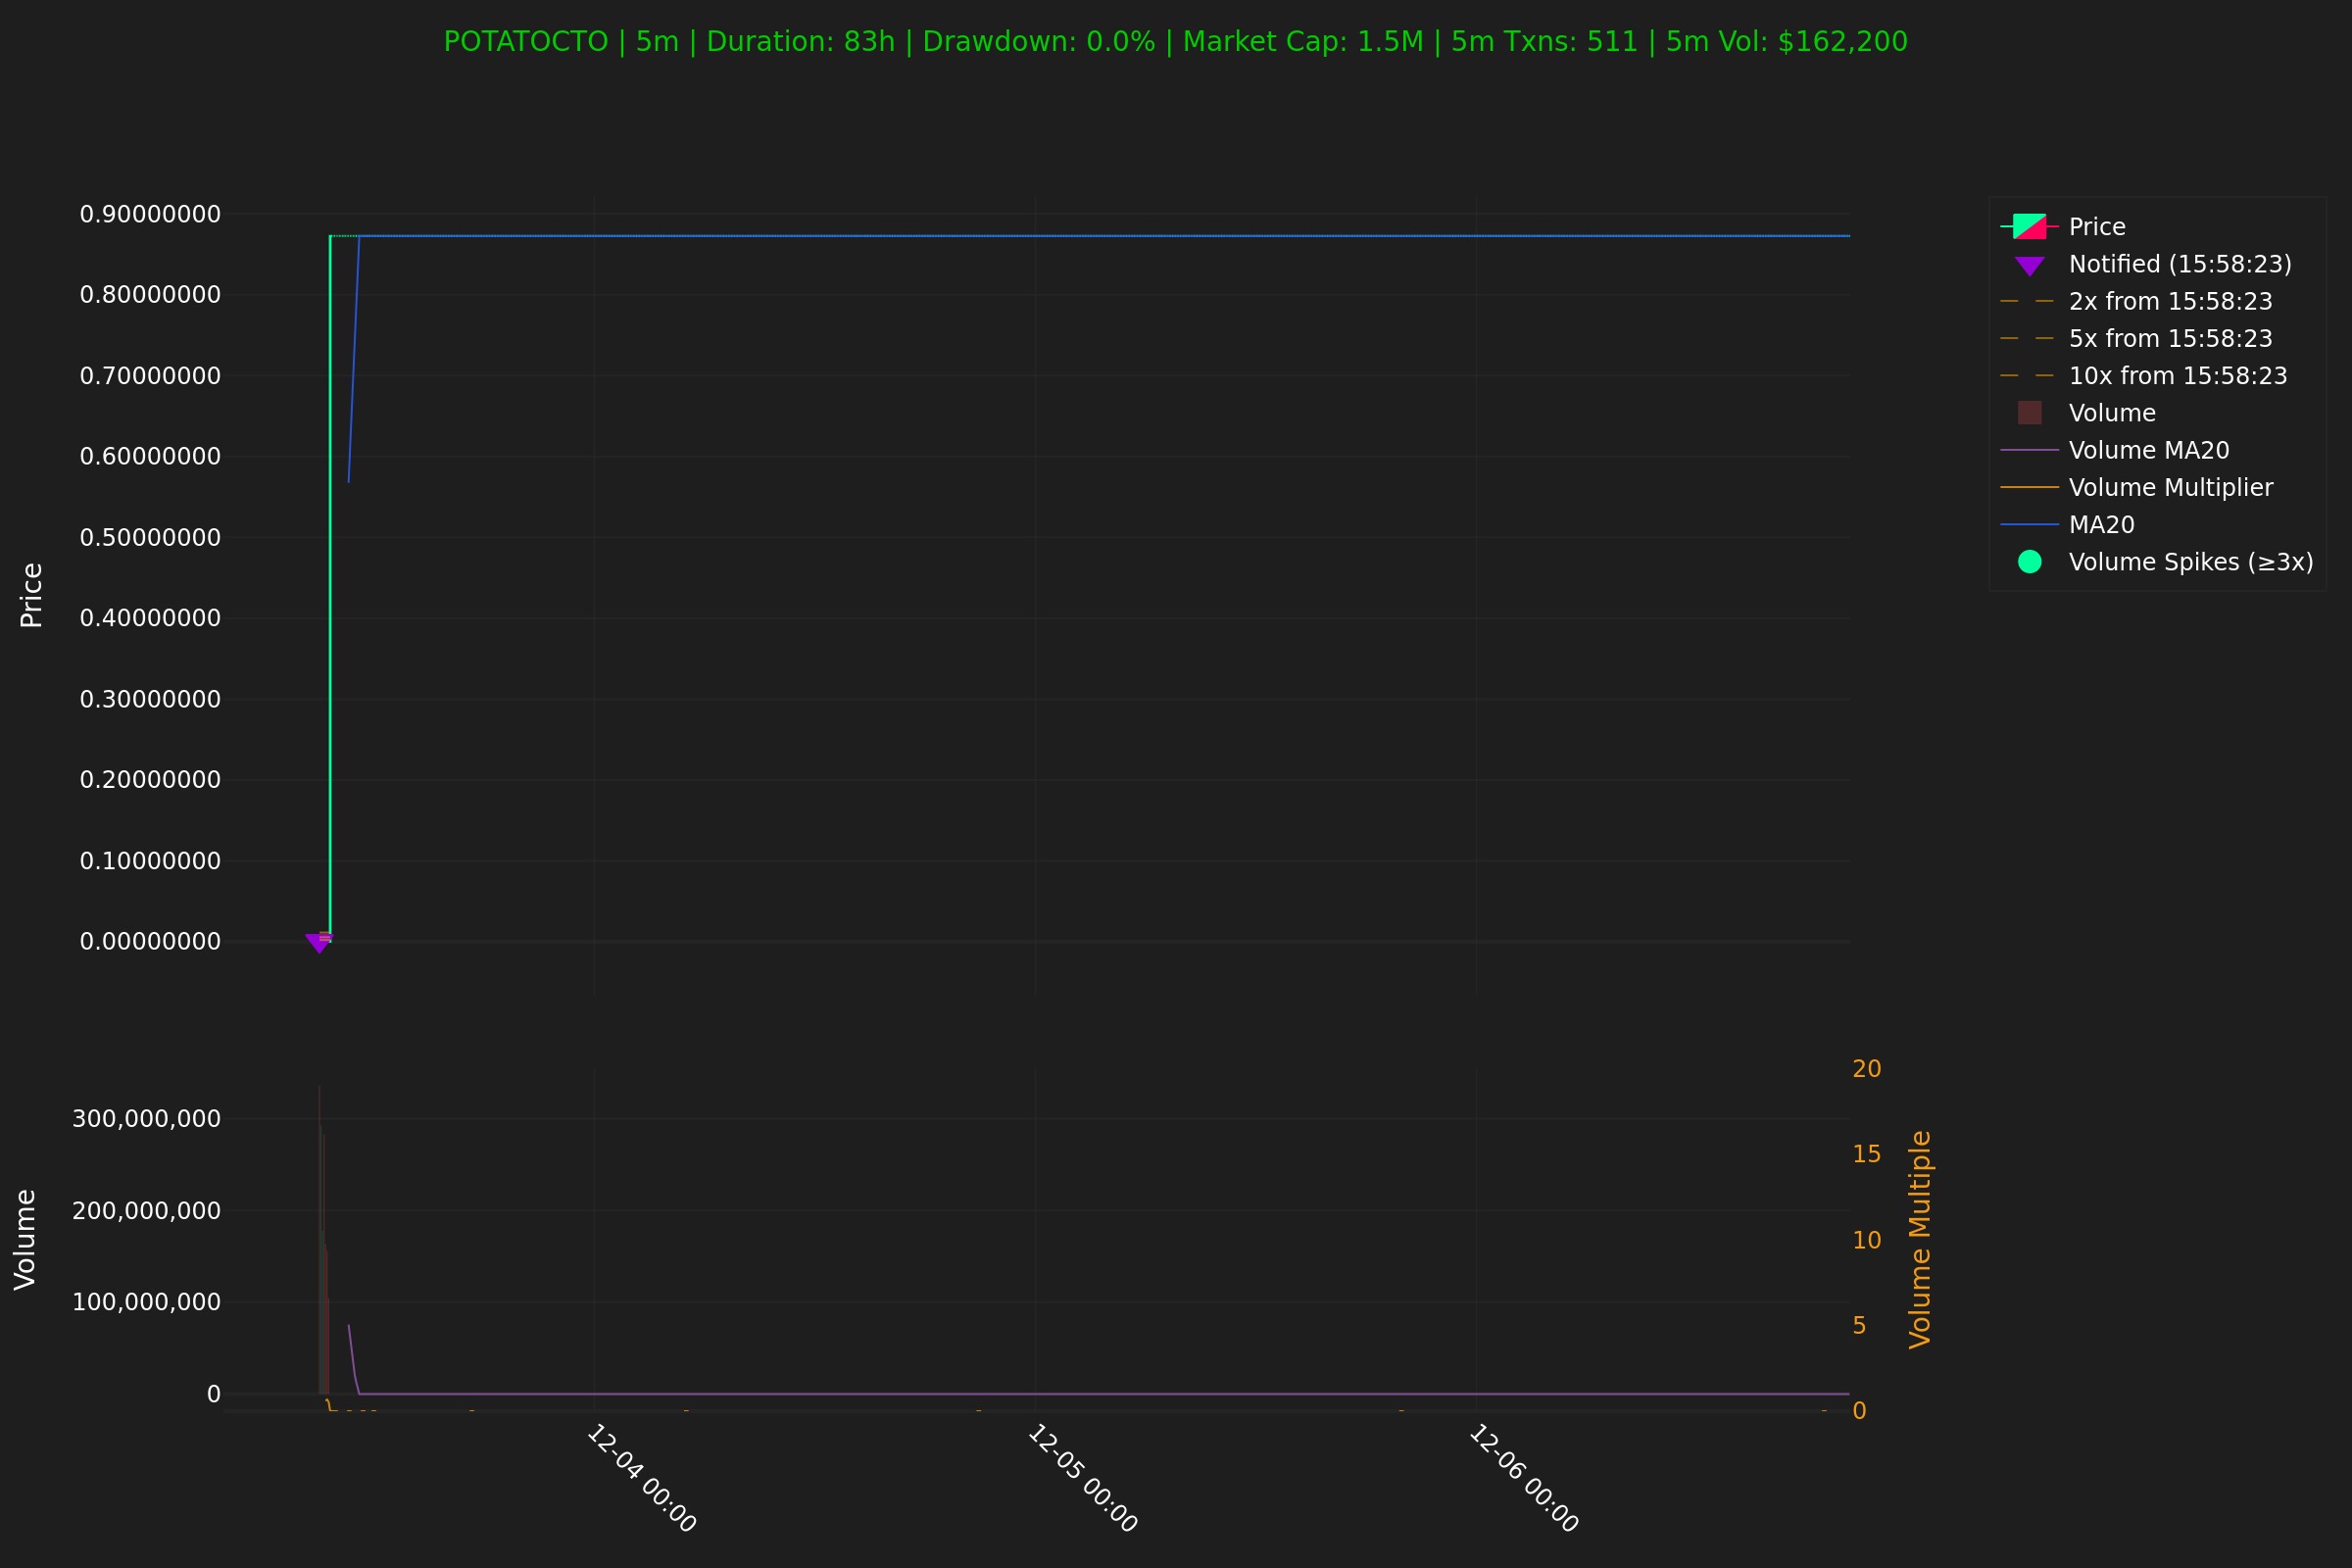 POTATOCTO | 5m | Duration: 83h | Drawdown: 0.0% | Market Cap: 1.5M | 5m Txns: 511 | 5m Vol: $162,200
Price
0.90000000
0.80000000
0.70000000
0.60000000
0.50000000
0.40000000
0.30000000
0.20000000
0.10000000
0.00000000
Price
Notified (15:58:23)
2x from 15:58:23
5x from 15:58:23
10x from 15:58:23
Volume
Volume MA20
Volume Multiplier
MA20
Volume Spikes (≥3x)
Volume
300,000,000
200,000,000
100,000,000
0
20
15
10
5
0
Volume Multiple
12-04 00:00
12-05 00:00
12-06 00:00